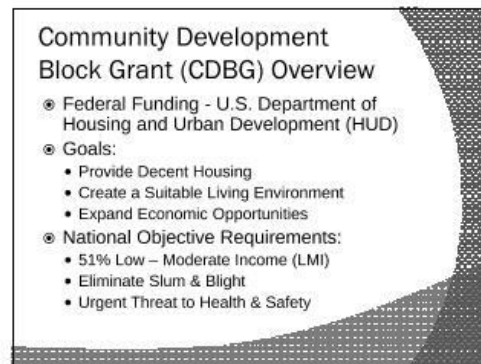 Community Development
Block Grant (CDBG) Overview
Federal Funding - U.S. Department of
Housing and Urban Development (HUD)
Goals:
• Provide Decent Housing
• Create a Suitable Living Environment
• Expand Economic Opportunities
National Objective Requirements:
• 51% Low – Moderate Income (LMI)
• Eliminate Slum & Blight
• Urgent Threat to Health & Safety